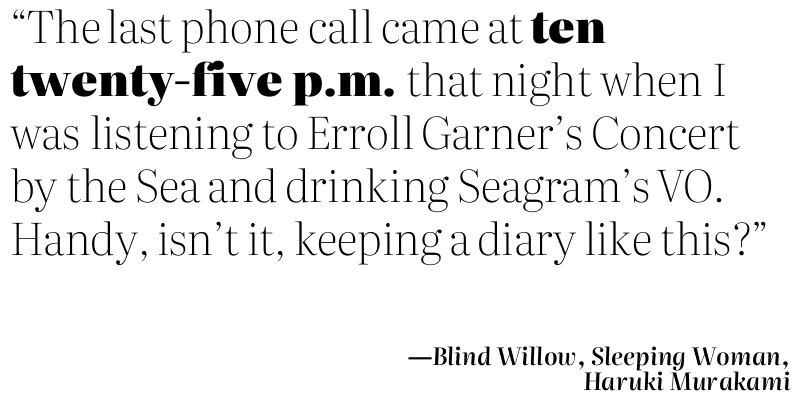 “The last phone call came at ten
twenty-five p.m. that night when I
was listening to Erroll Garner’s Concert
by the Sea and drinking Seagram’s VO.
Handy, isn’t it, keeping a diary like this?”
—Blind Willow, Sleeping Woman,
Haruki Murakami